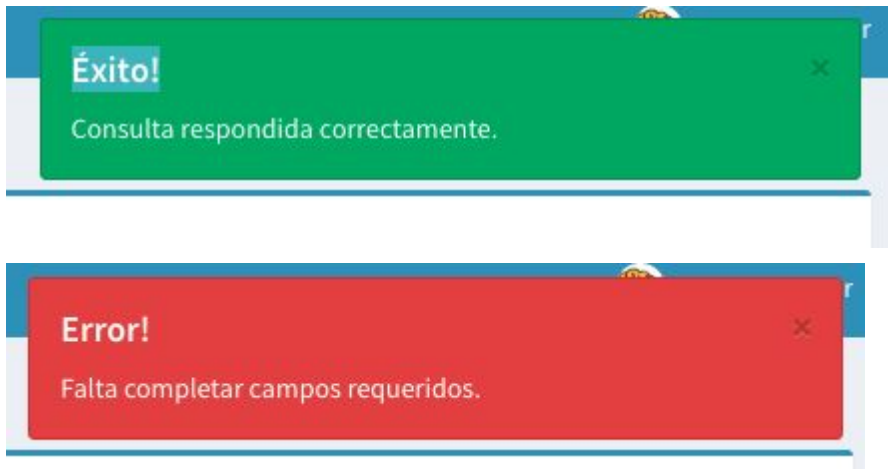 r
Éxito!
×
Consulta respondida correctamente.
r
Error!
×
Falta completar campos requeridos.